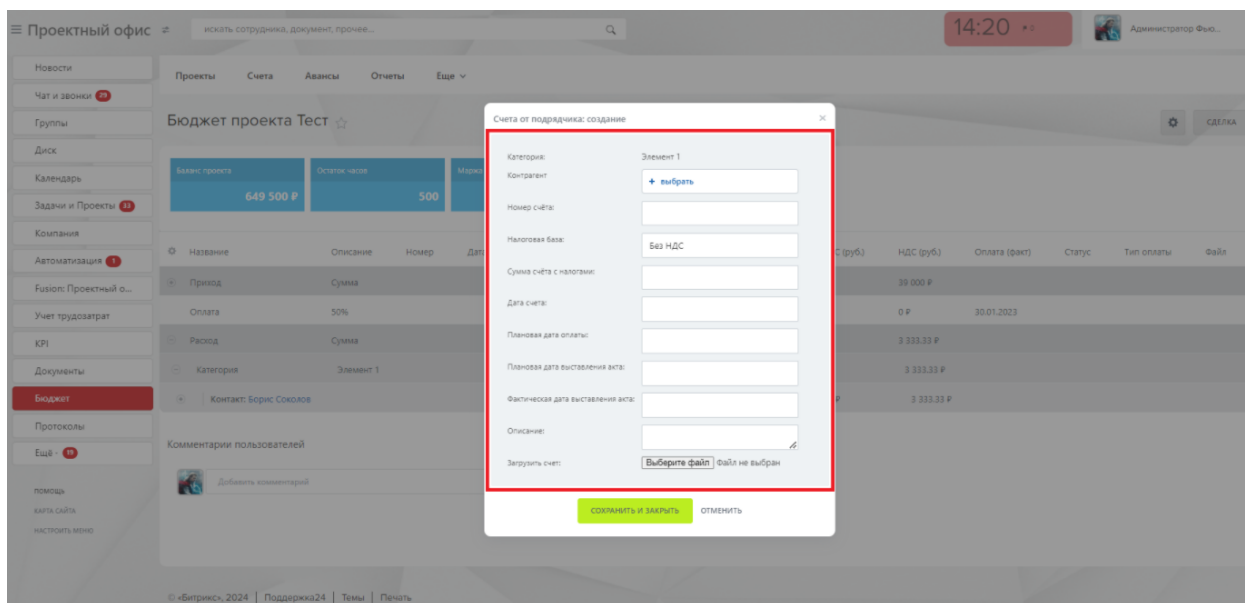 Проектный офис
искать сотрудника, документ, прочее...
14:20
Администратор Фью...
Новости
Чат и звонки 25
Группы
Диск
Календарь
Задачи и Проекты 33
Компания
Автоматизация 1
Fusion: Проектный о...
Учет трудозатрат
KPI
Документы
Бюджет
Протоколы
Ещё -
помощь
КАРТА САЙТА
НАСТРОИТЬ МЕНЮ
Проекты Счета Авансы Отчеты Еще
Бюджет проекта Тест
СДЕЛКА
Баланс проекта
649 500 ₽
Остаток часов
500
Название Описание Номер НДС (руб.) Оплата (факт) Статус Тип оплаты Файл
Приход Сумма 39 000 ₽
Оплата 50% 0 ₽ 30.01.2023
Расход Сумма 3 333.33 ₽
Категория Элемент 1 3 333.33 ₽
Контакт: Борис Соколов 3 333.33 ₽
Комментарии пользователей
Добавить комментарий
Счета от подрядчика: создание
Категория: Элемент 1
Контрагент + выбрать
Номер счёта:
Налоговая База: Без НДС
Сумма счёта с налогами:
Дата счета:
Плановая дата оплаты:
Плановая дата выставления акта:
Фактическая дата выставления акта:
Описание:
Загрузить счет: Выберите файл Файл не выбран
СОХРАНИТЬ И ЗАКРЫТЬ ОТМЕНИТЬ
© «Битрикс», 2024 | Поддержка24 | Темы | Печать